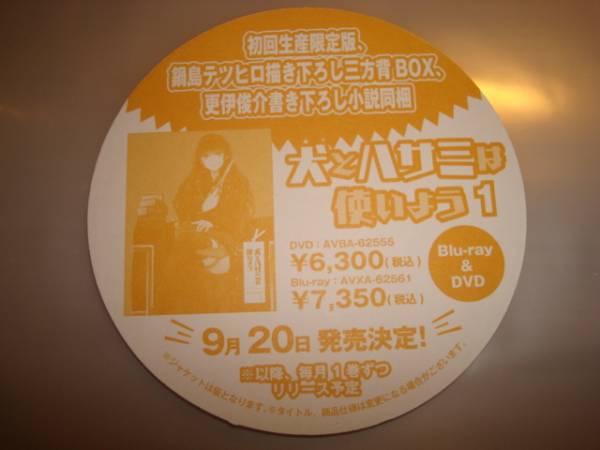 初回生産限定版、
鍋島テツヒロ描き下ろし三方背BOX、
更伊俊介書き下ろし小説同梱
犬とハサミは
使いよう 1
DVD：AVBA-62555
¥6,300(税込)
Blu-ray：AVXA-62561
¥7,350(税込)
Blu-ray
&
DVD
9月20日発売決定!
※以降、毎月1巻ずつ
リリース予定
※ジャケットは仮となります。※タイトル、商品仕様は変更になる場合がございます。